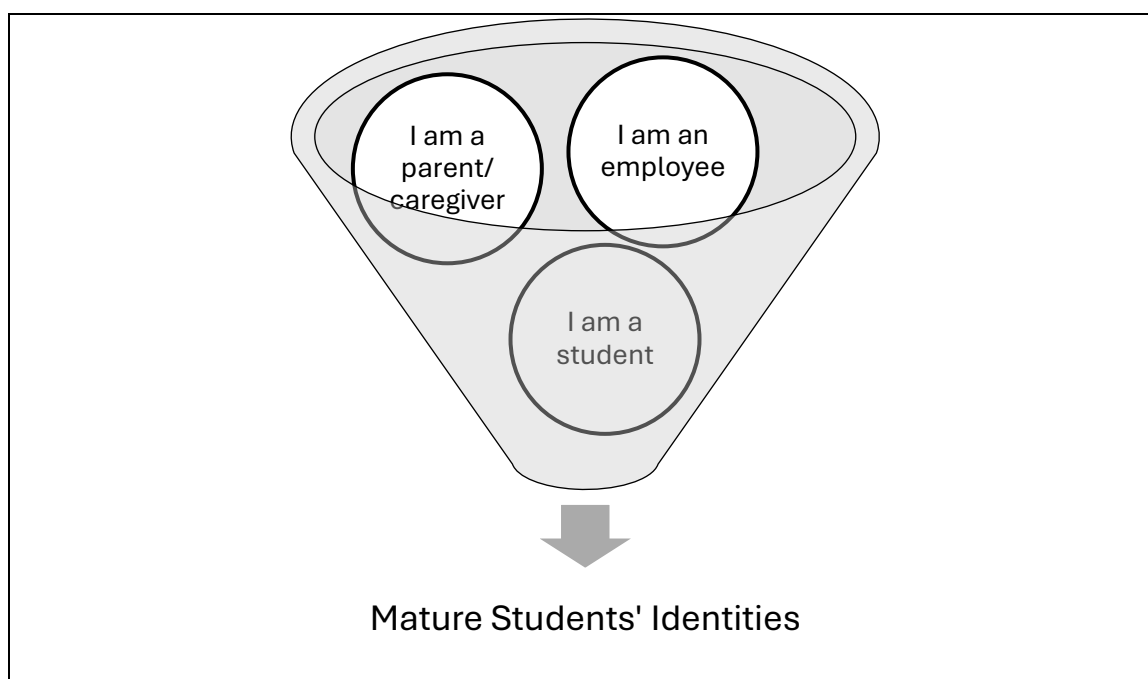 I am a
parent/
caregiver
I am an
employee
I am a
student
Mature Students' Identities